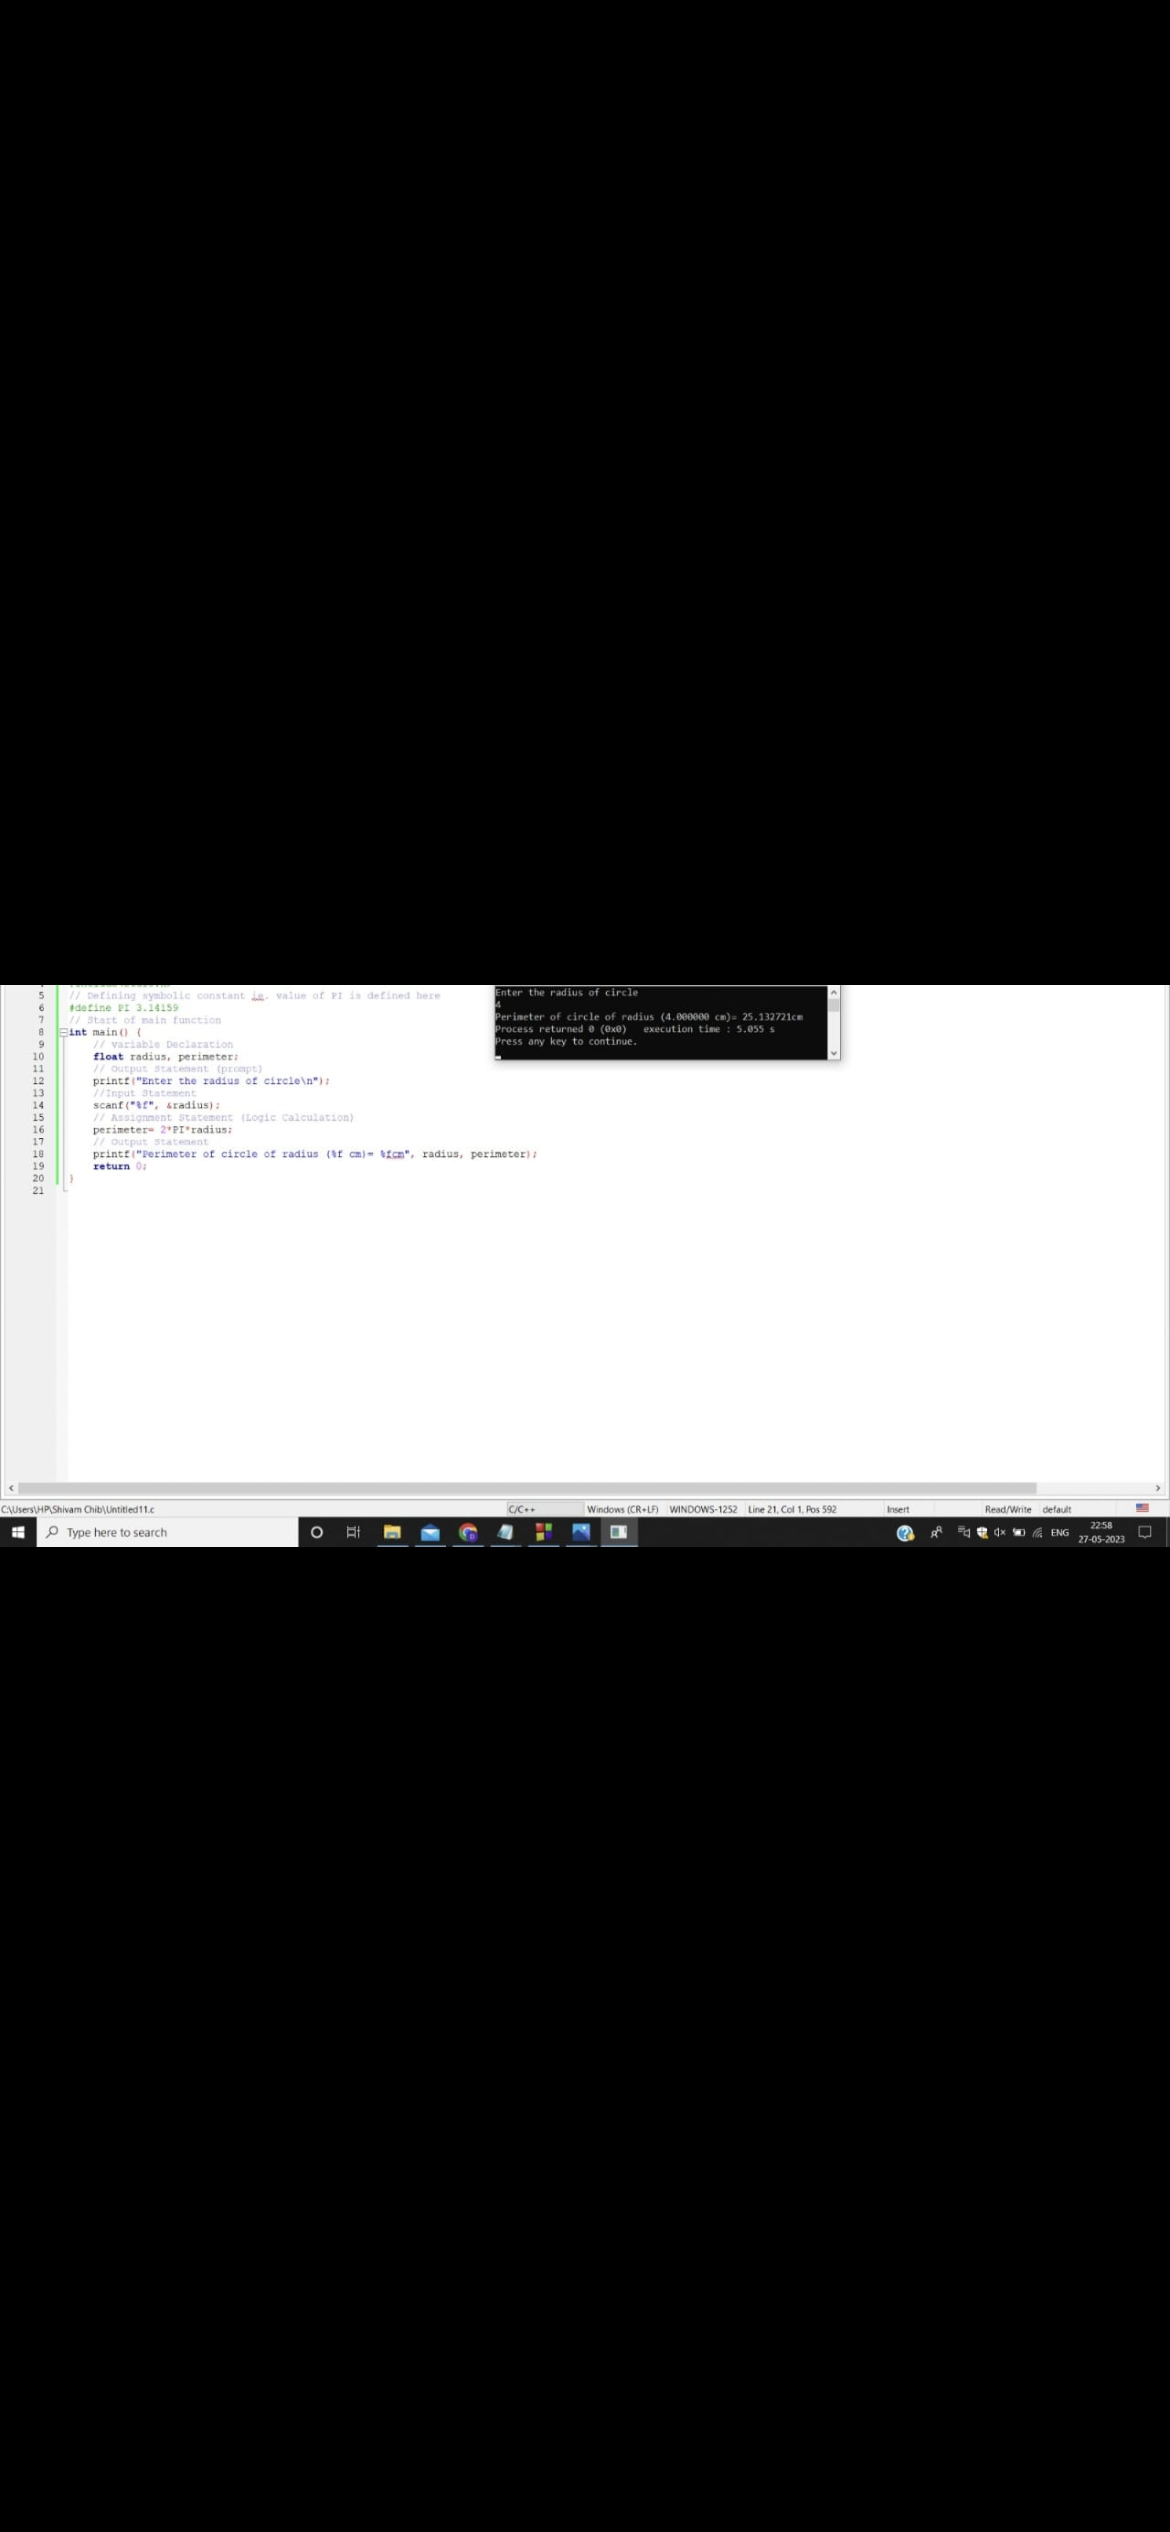 5 // Defining symbolic constant ie. value of PI is defined here
6 #define PI 3.14159
7 // Start of main function
8 int main() {
9 // Variable Declaration
10 float radius, perimeter;
11 // Output Statement (prompt)
12 printf("Enter the radius of circle\n");
13 //Input Statement
14 scanf("%f", &radius);
15 // Assignment Statement (Logic Calculation)
16 perimeter= 2*PI*radius;
17 // Output Statement
18 printf("Perimeter of circle of radius (%f cm)= %fcm", radius, perimeter);
19 return 0;
20 }
21
Enter the radius of circle
4
Perimeter of circle of radius (4.000000 cm)= 25.132721cm
Process returned 0 (0x0) execution time : 5.055 s
Press any key to continue.
C:\Users\HP\Shivam Chib\Untitled11.c C/C++ Windows (CR+LF) WINDOWS-1252 Line 21, Col 1, Pos 592 Insert Read/Write default
Type here to search ENG 22:58
27-05-2023